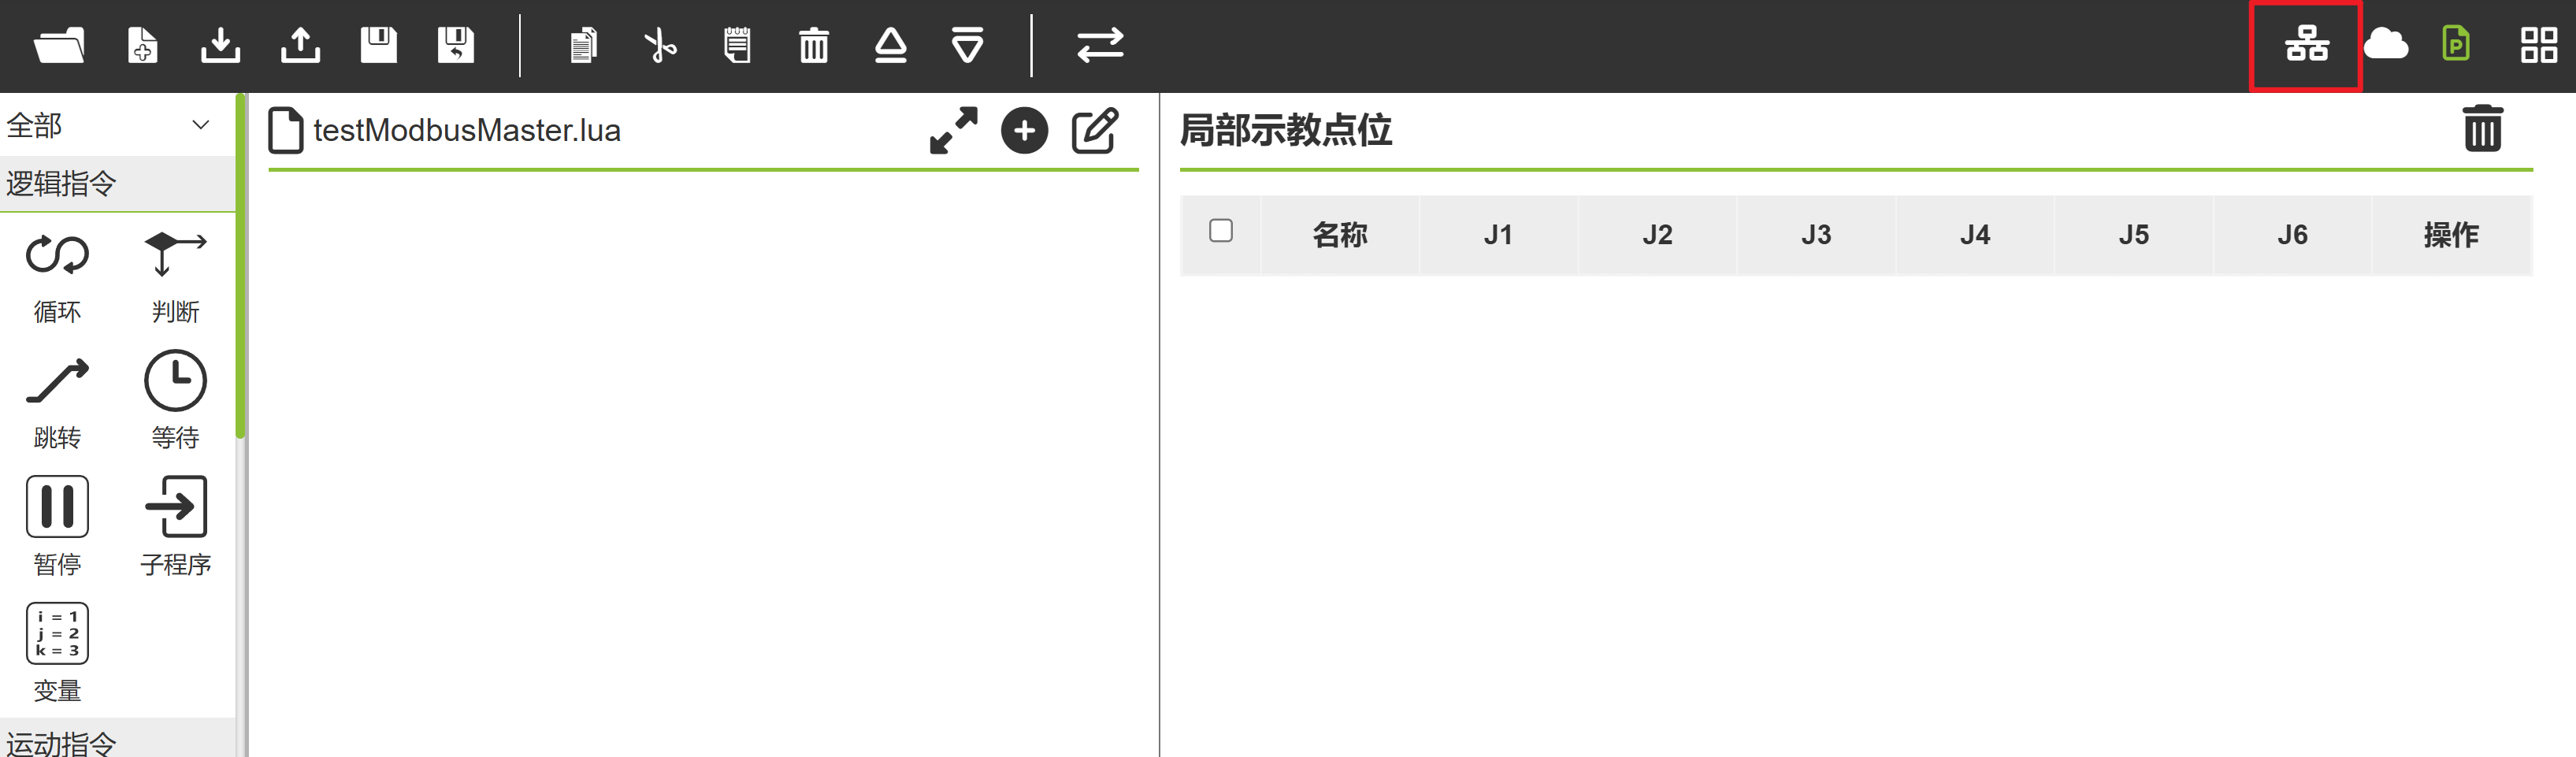 P
全部
逻辑指令
循环
判断
跳转
等待
暂停
子程序
i = 1
j = 2
k = 3
变量
运动指令
testModbusMaster.lua
局部示教点位
名称 J1 J2 J3 J4 J5 J6 操作